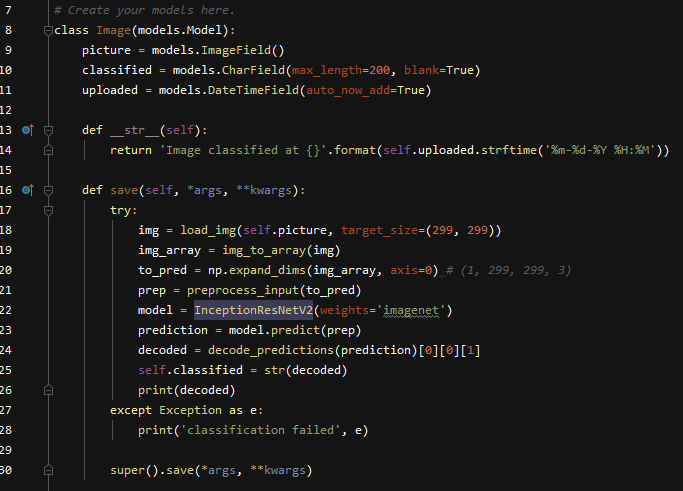 7 # Create your models here.
8 class Image(models.Model):
9     picture = models.ImageField()
10     classified = models.CharField(max_length=200, blank=True)
11     uploaded = models.DateTimeField(auto_now_add=True)
12
13     def __str__(self):
14         return 'Image classified at {}'.format(self.uploaded.strftime('%m-%d-%Y %H:%M'))
15
16     def save(self, *args, **kwargs):
17         try:
18             img = load_img(self.picture, target_size=(299, 299))
19             img_array = img_to_array(img)
20             to_pred = np.expand_dims(img_array, axis=0) # (1, 299, 299, 3)
21             prep = preprocess_input(to_pred)
22             model = InceptionResNetV2(weights='imagenet')
23             prediction = model.predict(prep)
24             decoded = decode_predictions(prediction)[0][0][1]
25             self.classified = str(decoded)
26             print(decoded)
27         except Exception as e:
28             print('classification failed', e)
29
30         super().save(*args, **kwargs)